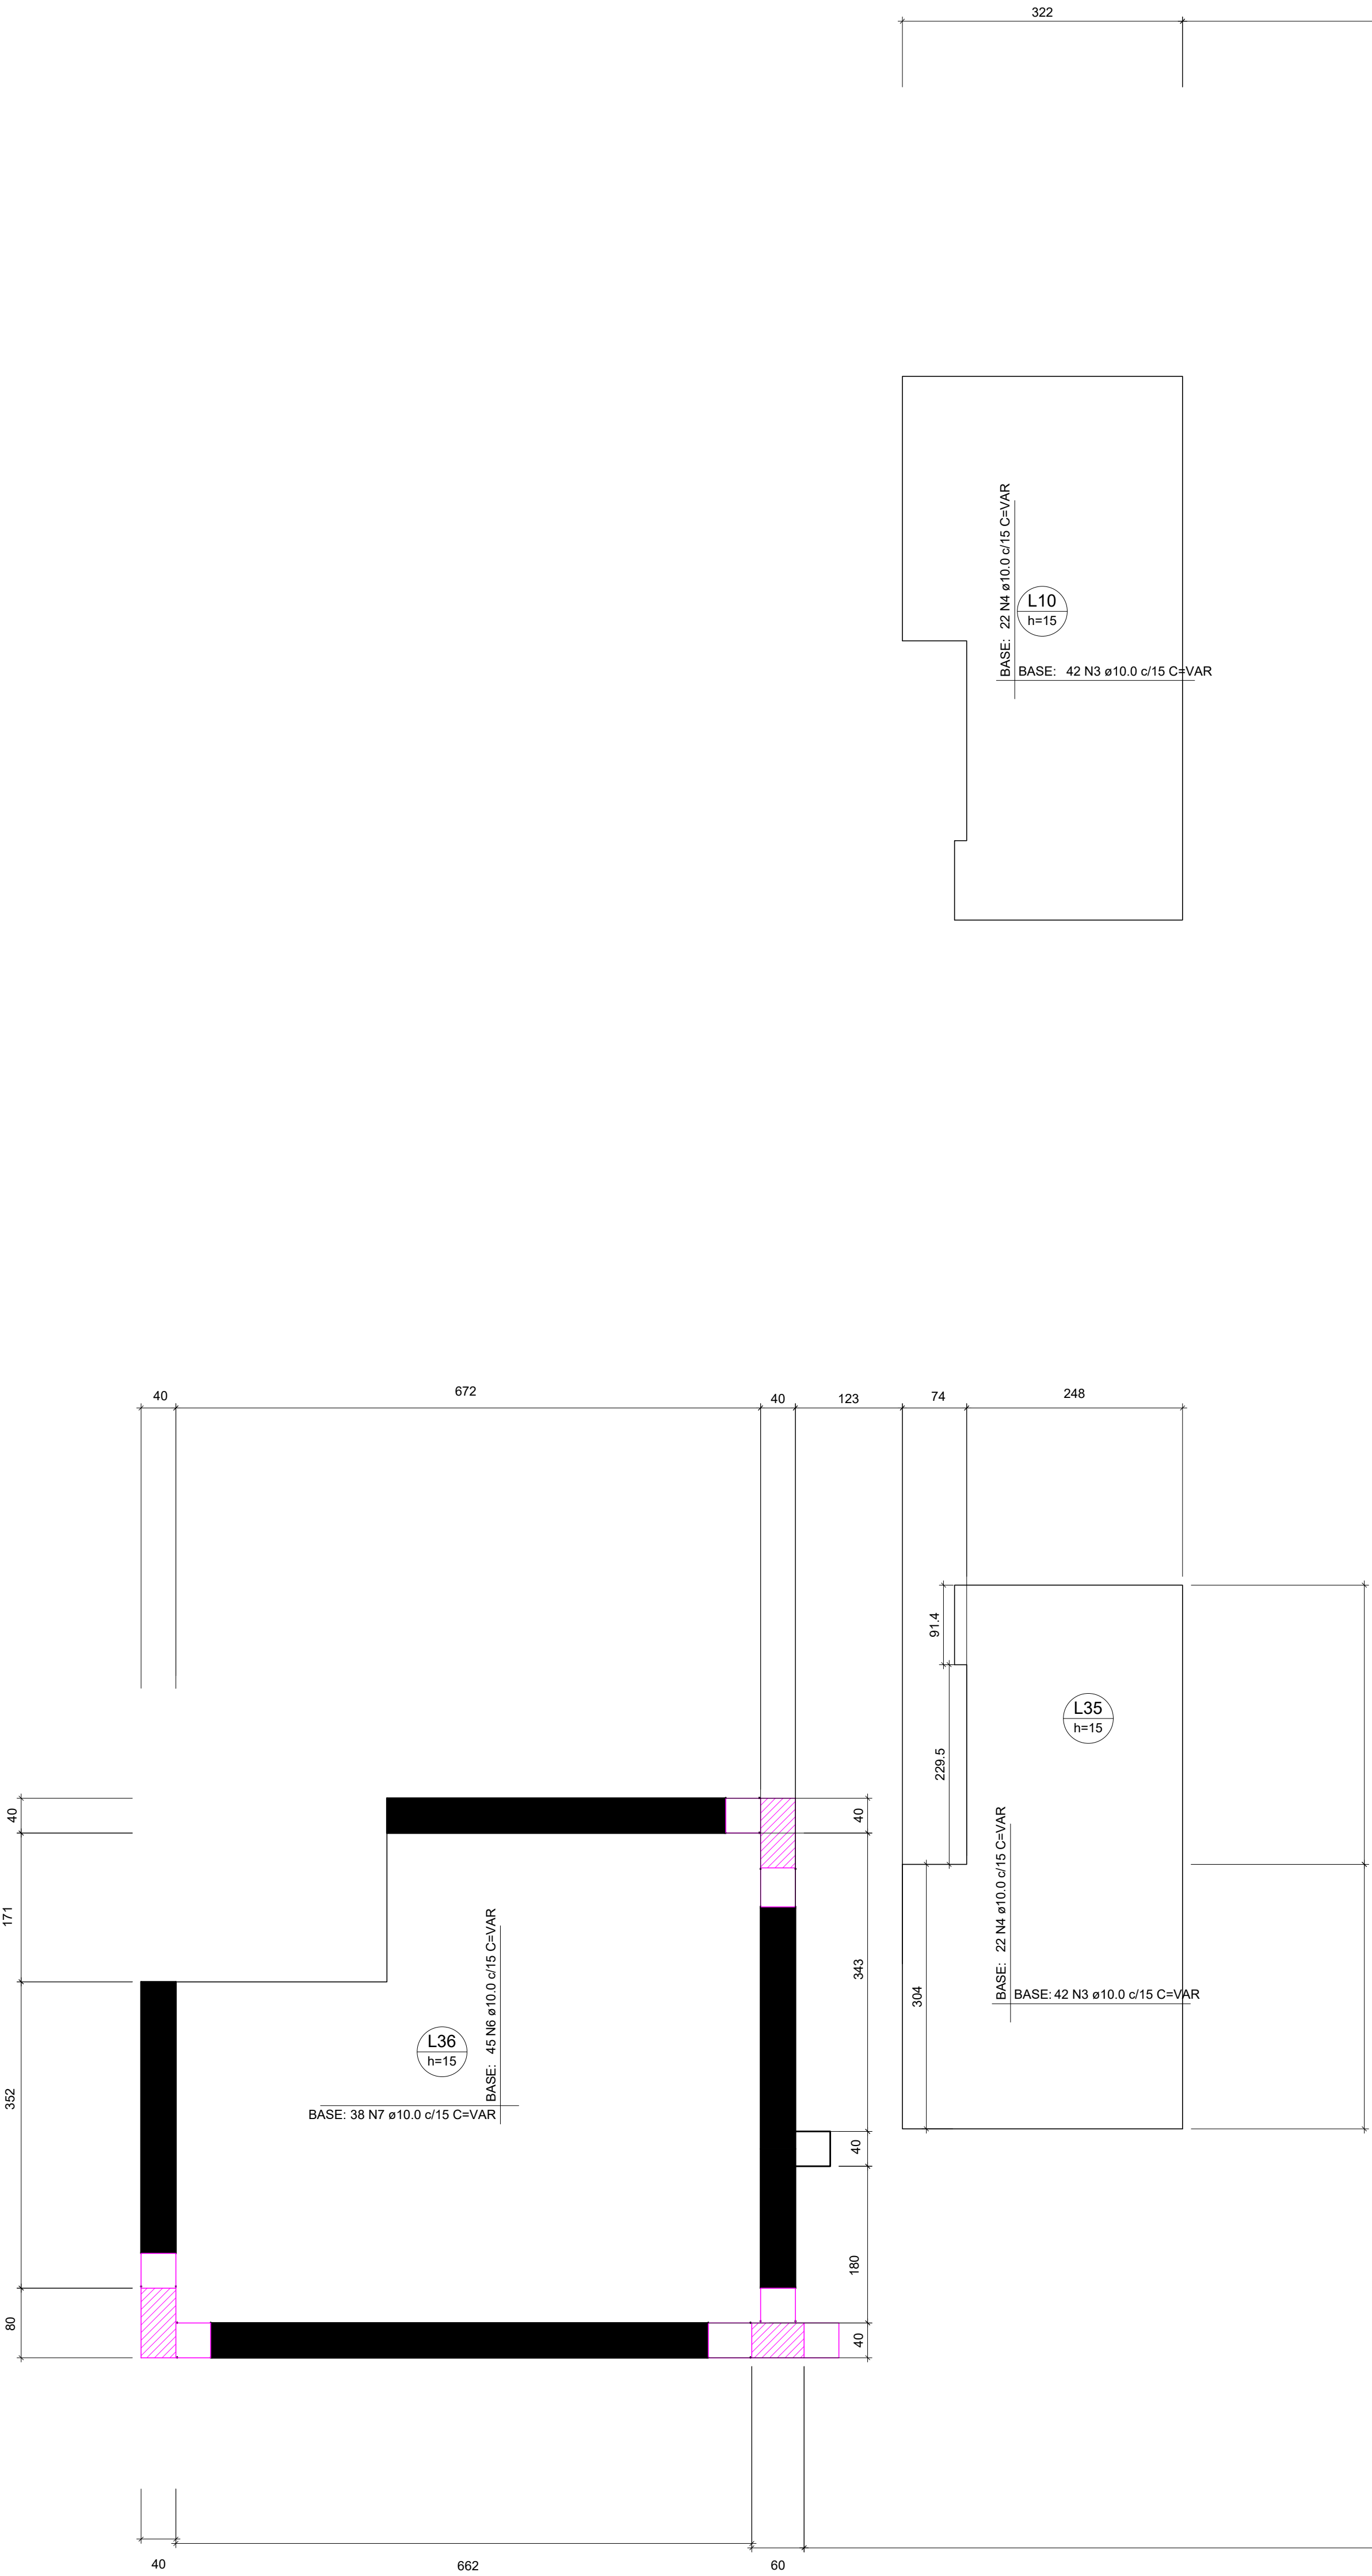 322
BASE: 22 N4 ø10.0 c/15 C=VAR
L10
h=15
BASE: 42 N3 ø10.0 c/15 C=VAR
40
672
40
123
74
248
91.4
L35
h=15
229.5
40
40
171
343
BASE: 22 N4 ø10.0 c/15 C=VAR
BASE: 42 N3 ø10.0 c/15 C=VAR
304
BASE: 45 N6 ø10.0 c/15 C=VAR
L36
h=15
BASE: 38 N7 ø10.0 c/15 C=VAR
352
40
180
80
40
40
662
60